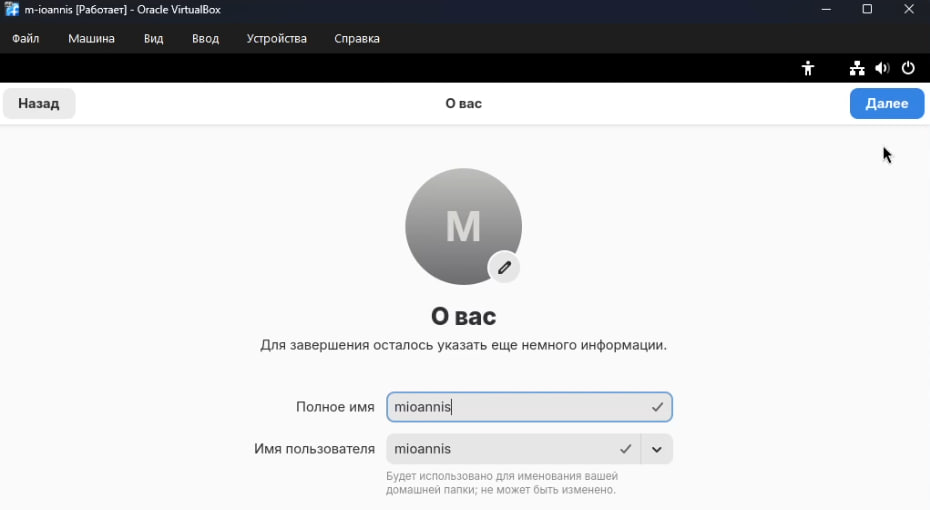 m-ioannis [Работает] - Oracle VirtualBox
Файл Машина Вид Ввод Устройства Справка
Назад О вас Далее
M
О вас
Для завершения осталось указать еще немного информации.
Полное имя mioannis
Имя пользователя mioannis
Будет использовано для именования вашей
домашней папки; не может быть изменено.